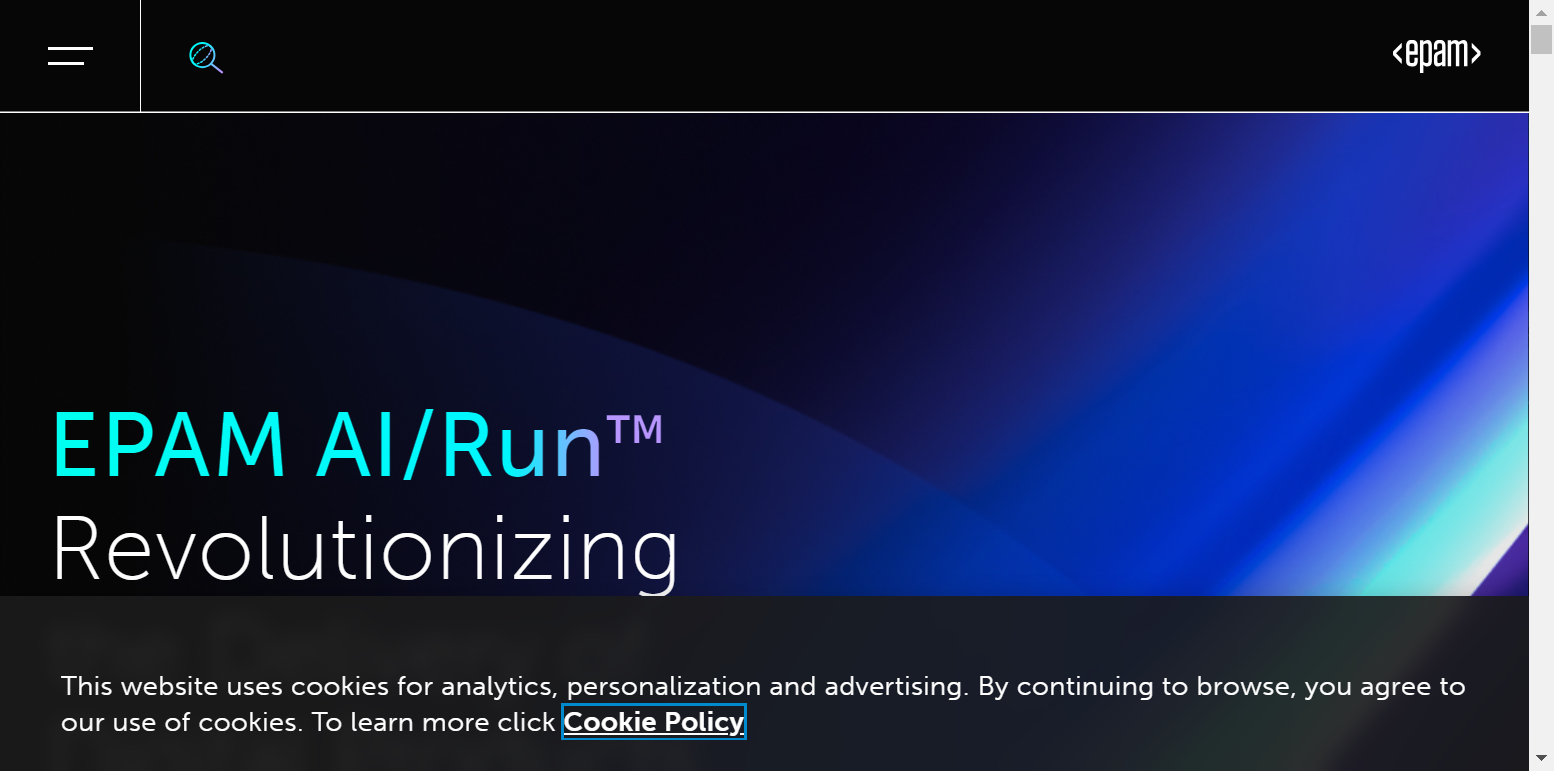 <epam>
EPAM AI/Run™
Revolutionizing
This website uses cookies for analytics, personalization and advertising. By continuing to browse, you agree to
our use of cookies. To learn more click Cookie Policy